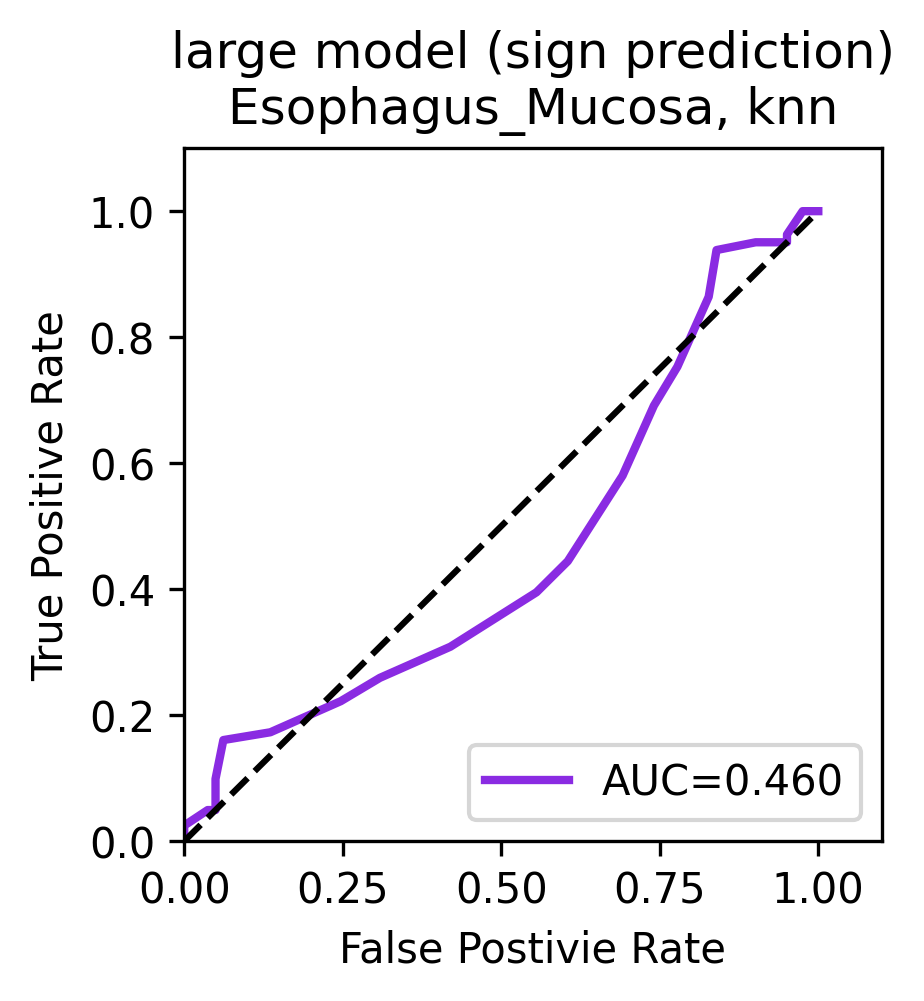 large model (sign prediction)
Esophagus_Mucosa, knn
1.0
0.8
0.6
0.4
0.2
0.0
True Positive Rate
AUC=0.460
0.00 0.25 0.50 0.75 1.00
False Postivie Rate